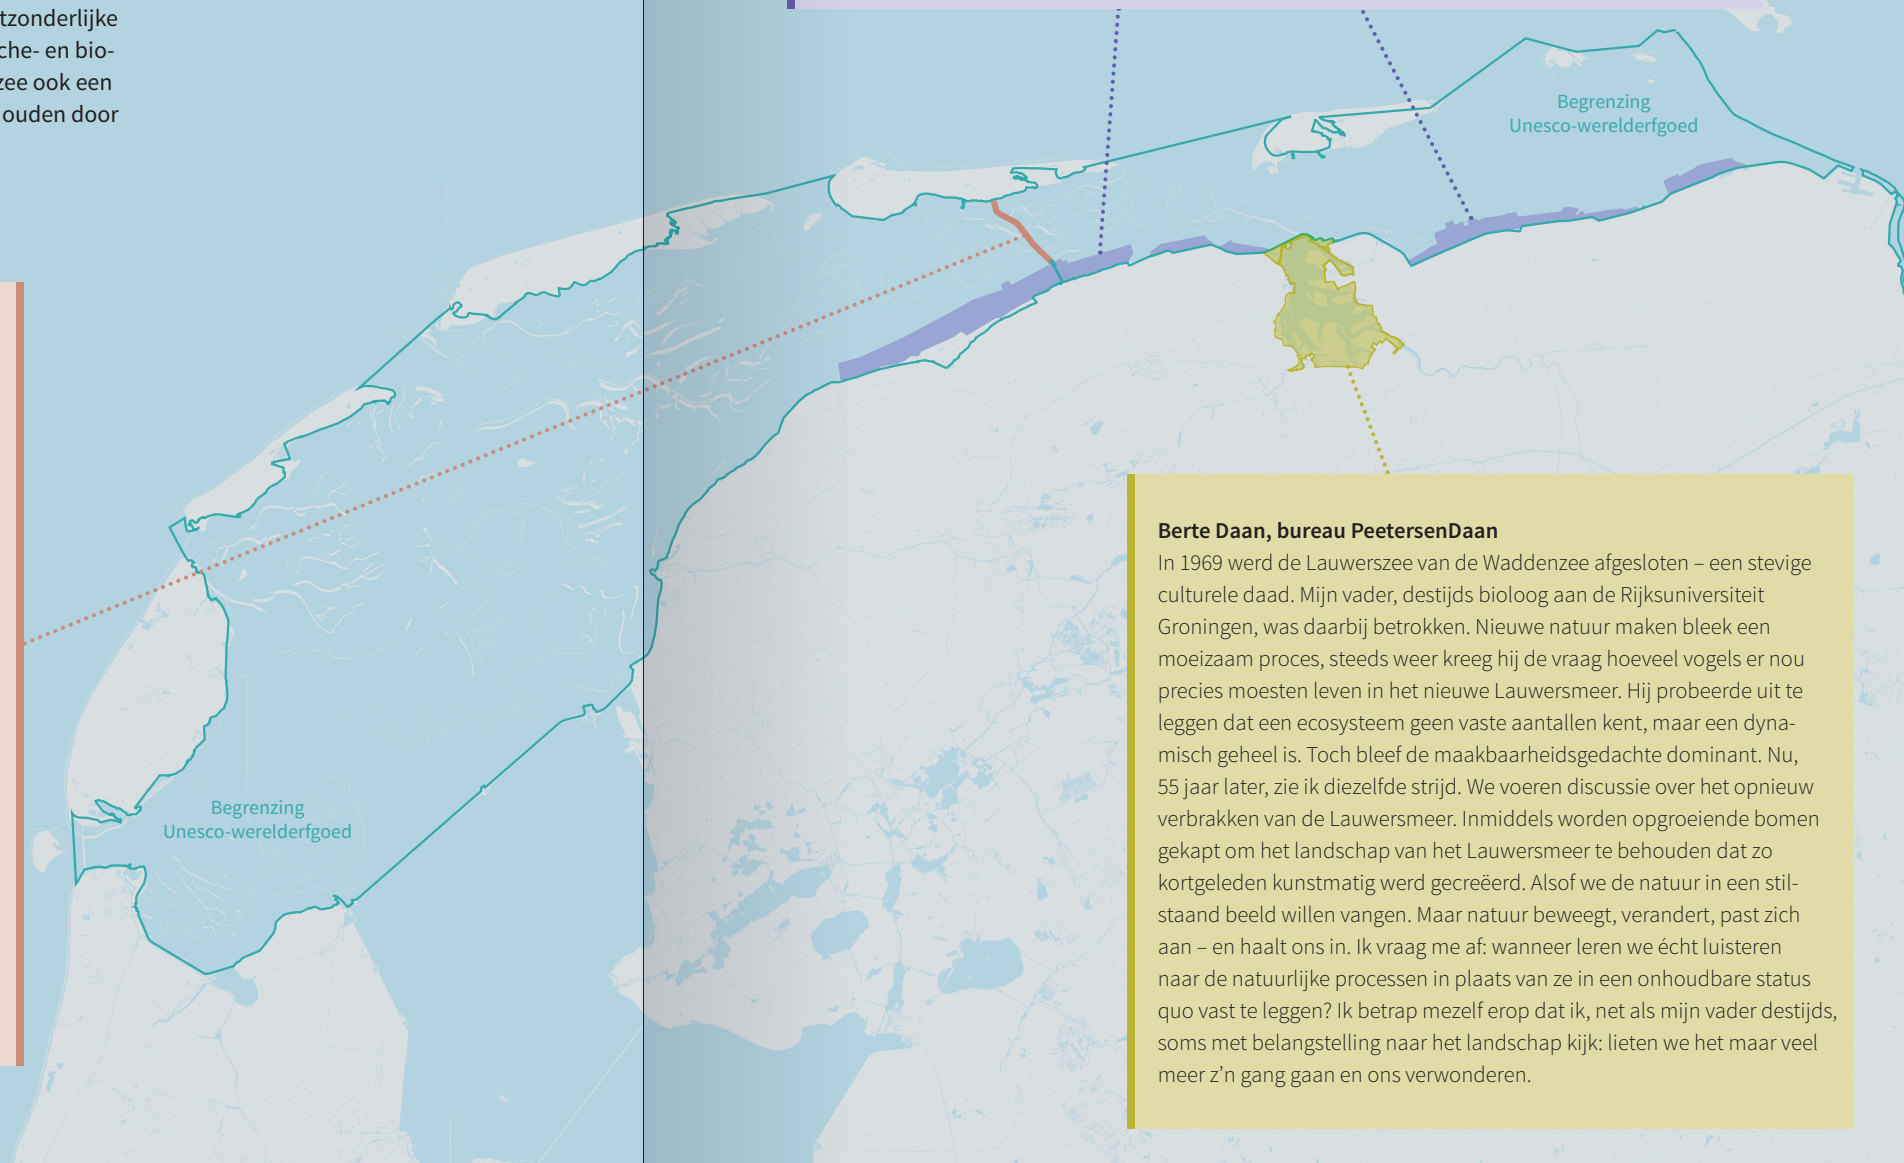 tzonderlijke
che- en bio-
zee ook een
ouden door
Begrenzing
Unesco-werelderfgoed
Begrenzing
Unesco-werelderfgoed
Berte Daan, bureau PeetersenDaan
In 1969 werd de Lauwerszee van de Waddenzee afgesloten – een stevige
culturele daad. Mijn vader, destijds bioloog aan de Rijksuniversiteit
Groningen, was daarbij betrokken. Nieuwe natuur maken bleek een
moeizaam proces, steeds weer kreeg hij de vraag hoeveel vogels er nou
precies moesten leven in het nieuwe Lauwersmeer. Hij probeerde uit te
leggen dat een ecosysteem geen vaste aantallen kent, maar een dyna-
misch geheel is. Toch bleef de maakbaarheidsgedachte dominant. Nu,
55 jaar later, zie ik diezelfde strijd. We voeren discussie over het opnieuw
verbrakken van de Lauwersmeer. Inmiddels worden opgroeiende bomen
gekapt om het landschap van het Lauwersmeer te behouden dat zo
kortgeleden kunstmatig werd gecreëerd. Alsof we de natuur in een stil-
staand beeld willen vangen. Maar natuur beweegt, verandert, past zich
aan – en haalt ons in. Ik vraag me af: wanneer leren we écht luisteren
naar de natuurlijke processen in plaats van ze in een onhoudbare status
quo vast te leggen? Ik betrap mezelf erop dat ik, net als mijn vader destijds,
soms met belangstelling naar het landschap kijk: lieten we het maar veel
meer z’n gang gaan en ons verwonderen.